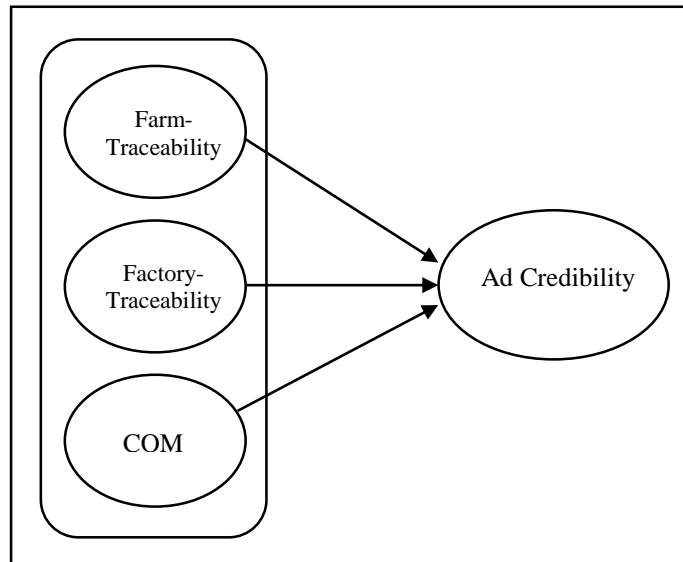 Farm-
Traceability
Factory-
Traceability
Ad Credibility
COM